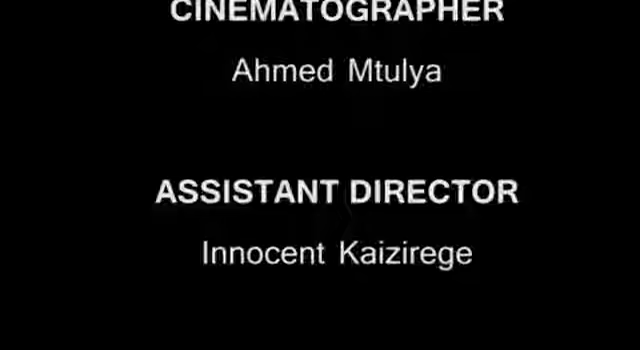 CINEMATOGRAPHER
Ahmed Mtulya
ASSISTANT DIRECTOR
Innocent Kaizirege